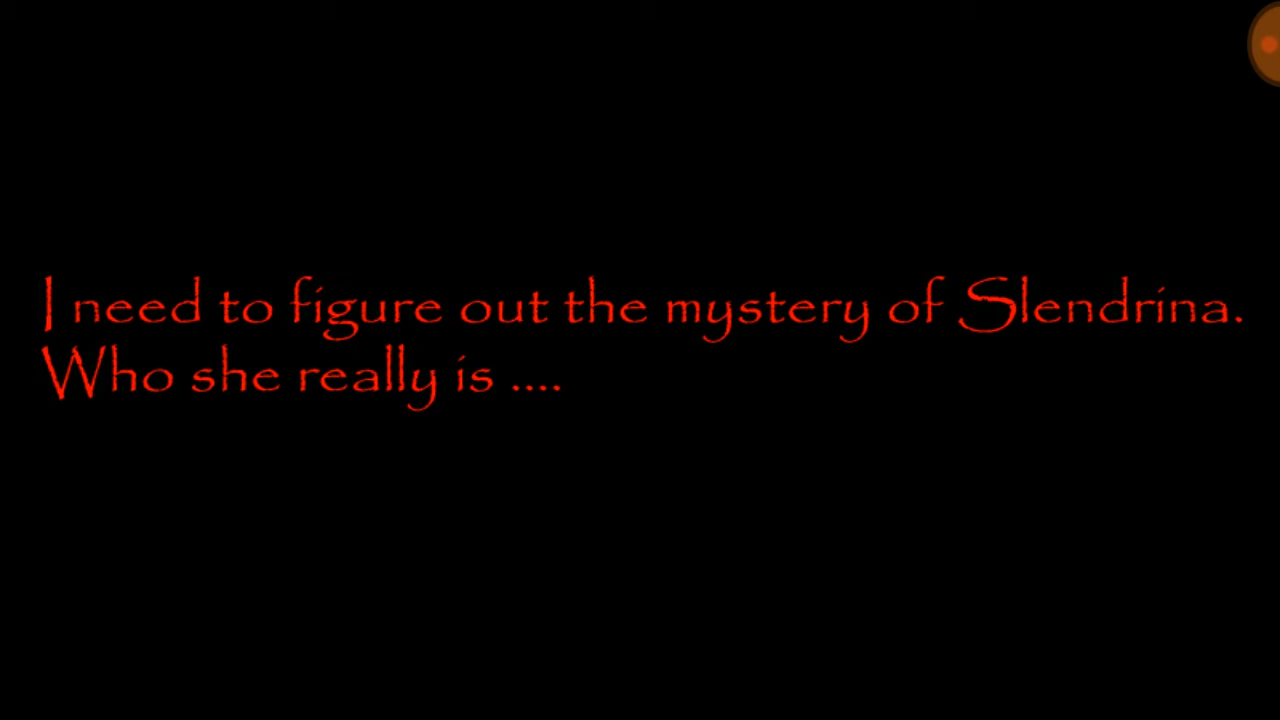 I need to figure out the mystery of Slendrina.
Who she really is ....